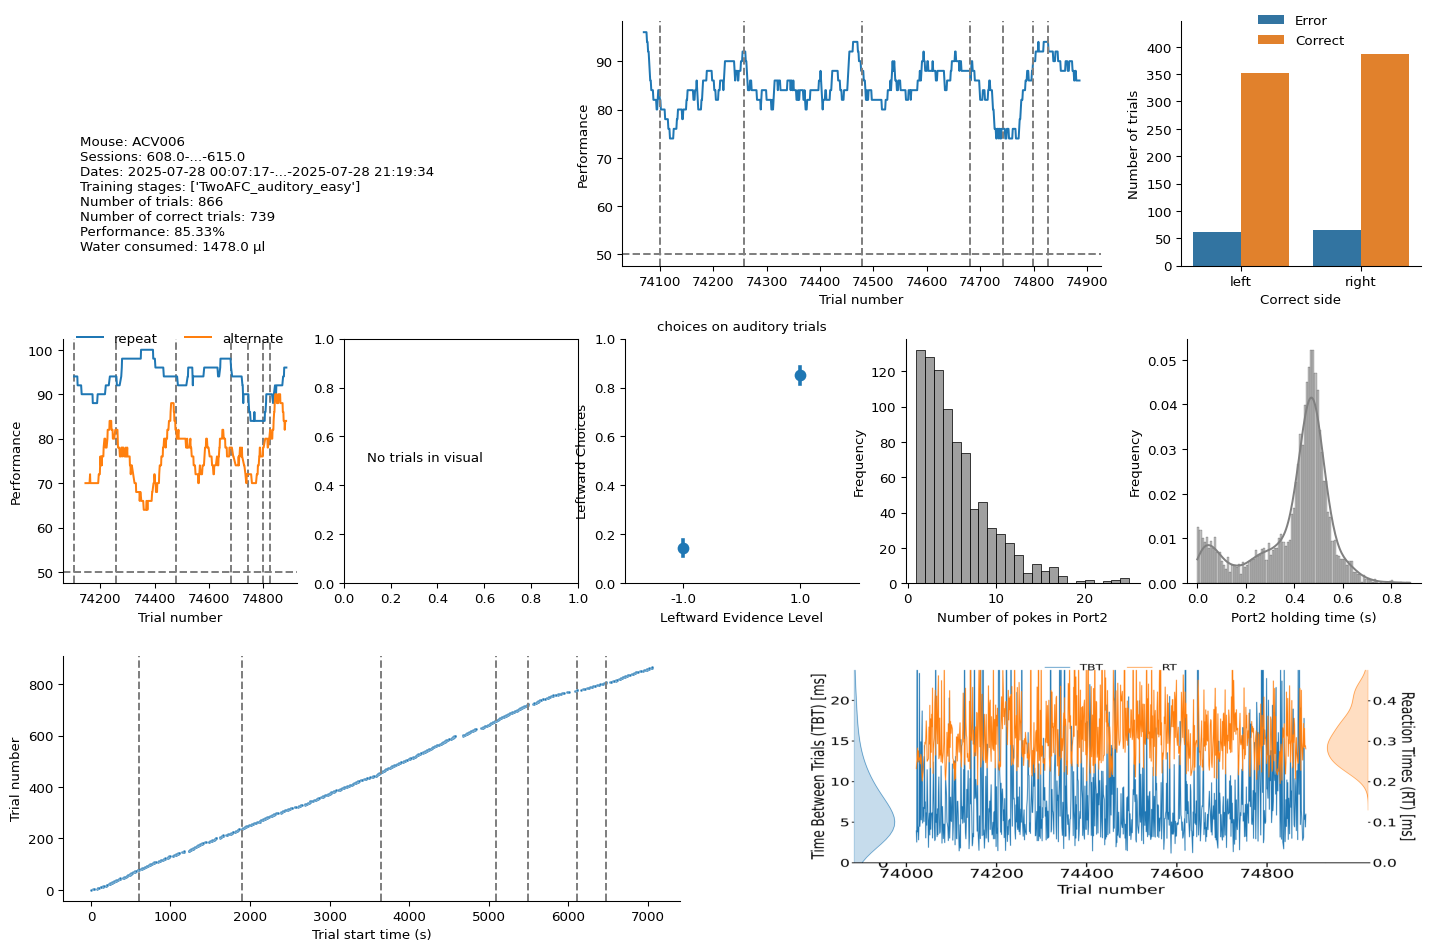 Mouse: ACV006
Sessions: 608.0-...-615.0
Dates: 2025-07-28 00:07:17-...-2025-07-28 21:19:34
Training stages: ['TwoAFC_auditory_easy']
Number of trials: 866
Number of correct trials: 739
Performance: 85.33%
Water consumed: 1478.0 µl
Performance
90
80
70
60
50
74100 74200 74300 74400 74500 74600 74700 74800 74900
Trial number
Error
Correct
Number of trials
400
350
300
250
200
150
100
50
0
left right
Correct side
repeat alternate
Performance
100
90
80
70
60
50
74200 74400 74600 74800
Trial number
1.0
0.8
0.6
0.4
0.2
0.0
No trials in visual
0.0 0.2 0.4 0.6 0.8 1.0
choices on auditory trials
Leftward Choices
1.0
0.8
0.6
0.4
0.2
0.0
-1.0 1.0
Leftward Evidence Level
Frequency
120
100
80
60
40
20
0
0 10 20
Number of pokes in Port2
Frequency
0.05
0.04
0.03
0.02
0.01
0.00
0.0 0.2 0.4 0.6 0.8
Port2 holding time (s)
Trial number
800
600
400
200
0
0 1000 2000 3000 4000 5000 6000 7000
Trial start time (s)
TBT RT
Time Between Trials (TBT) [ms]
20
15
10
5
0
0
74000 74200 74400 74600 74800
Trial number
0.4
0.3
0.2
0.1
0.0
Reaction Times (RT) [ms]